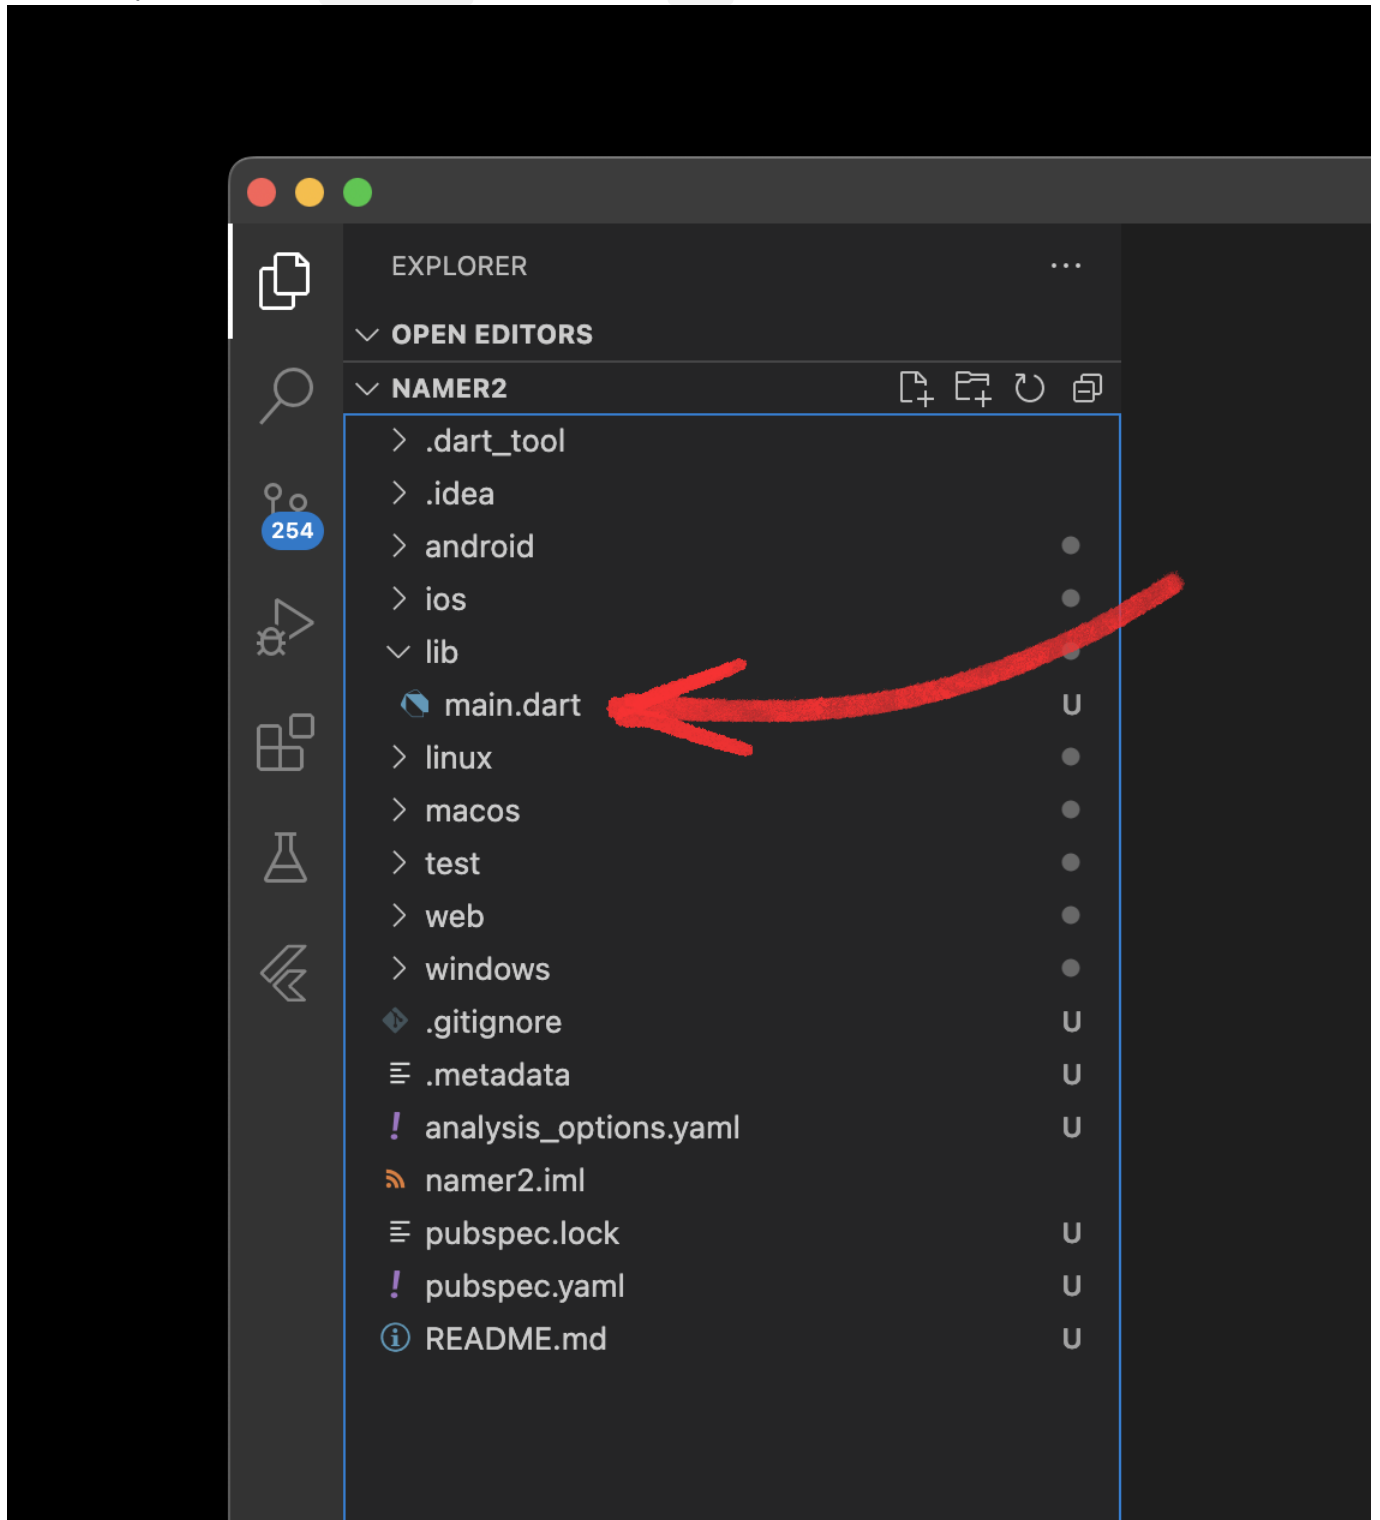 EXPLORER
OPEN EDITORS
NAMER2
.dart_tool
.idea
254
android
ios
lib
main.dart U
linux
macos
test
web
windows
.gitignore U
.metadata U
! analysis_options.yaml U
namer2.iml
pubspec.lock U
! pubspec.yaml U
README.md U